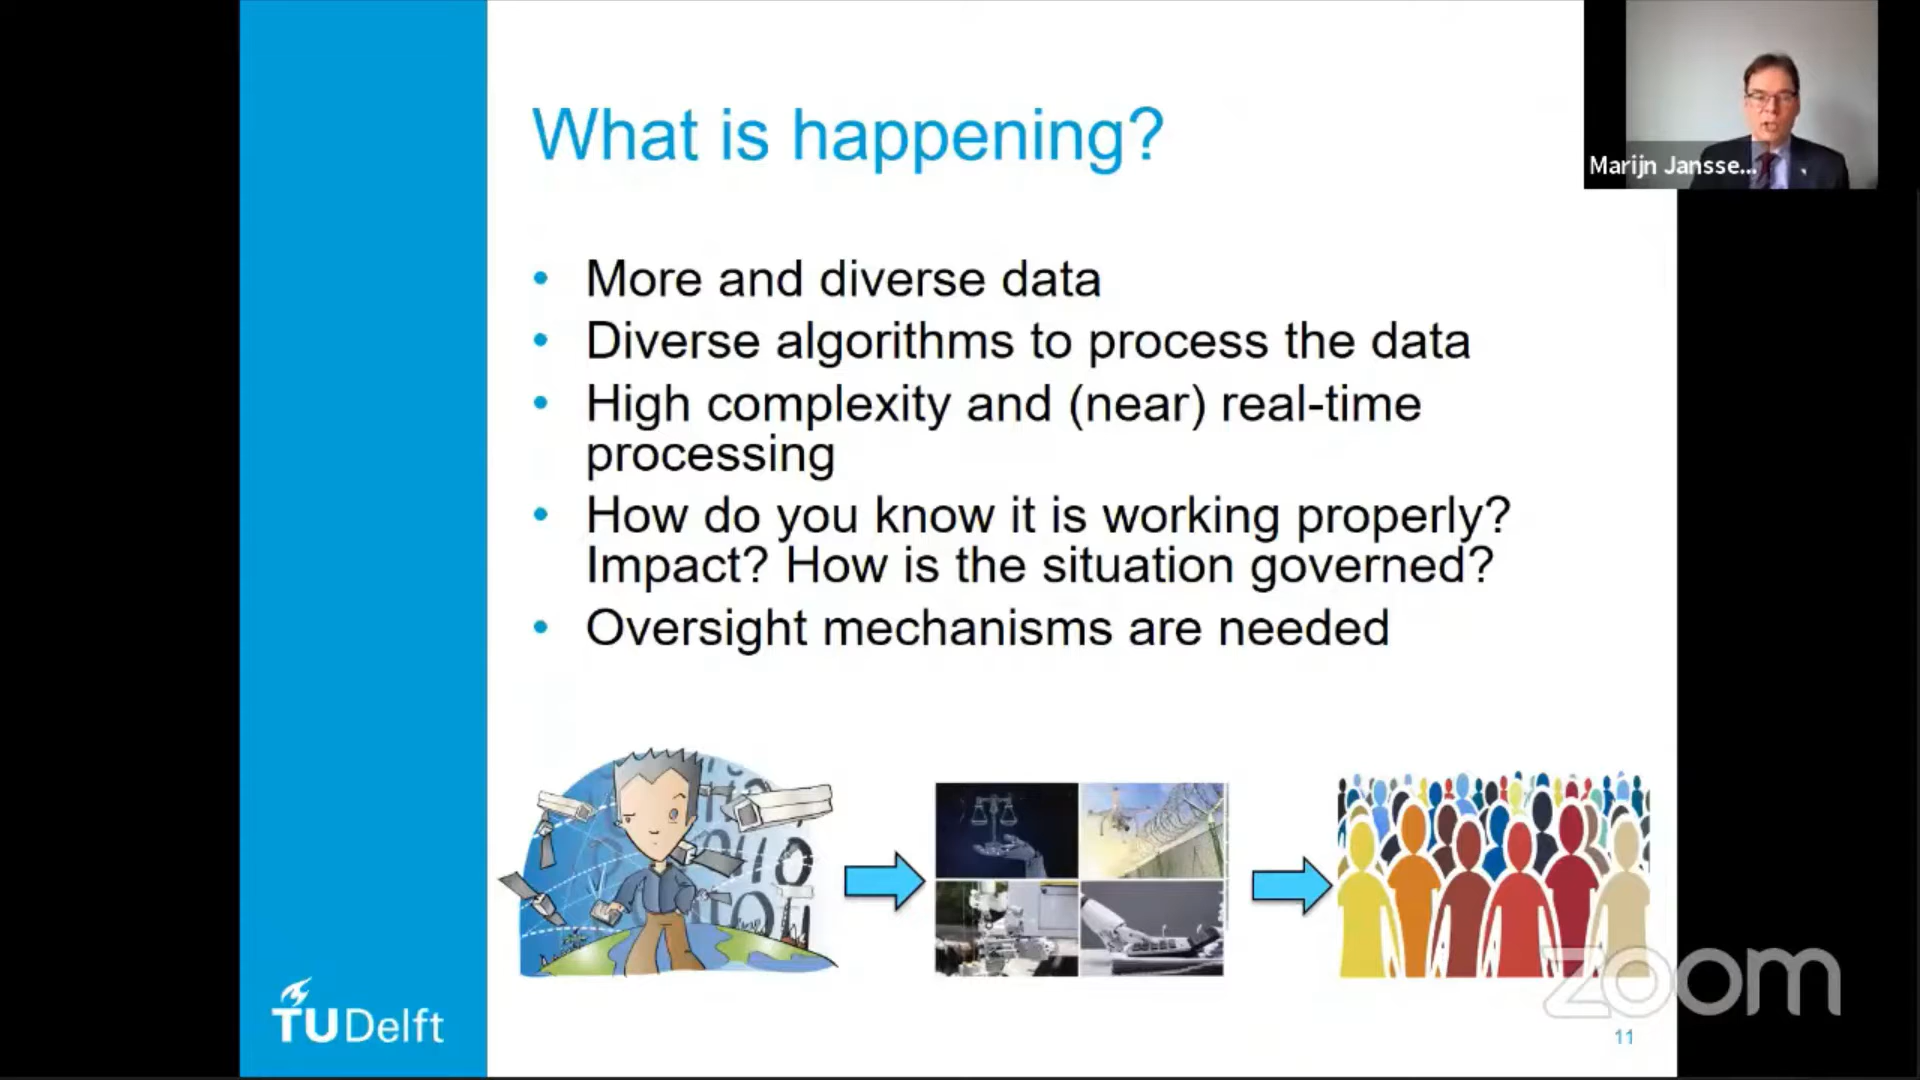 What is happening?
Marijn Jansse...
• More and diverse data
• Diverse algorithms to process the data
• High complexity and (near) real-time
processing
• How do you know it is working properly?
Impact? How is the situation governed?
• Oversight mechanisms are needed
TUDelft
zoom
11